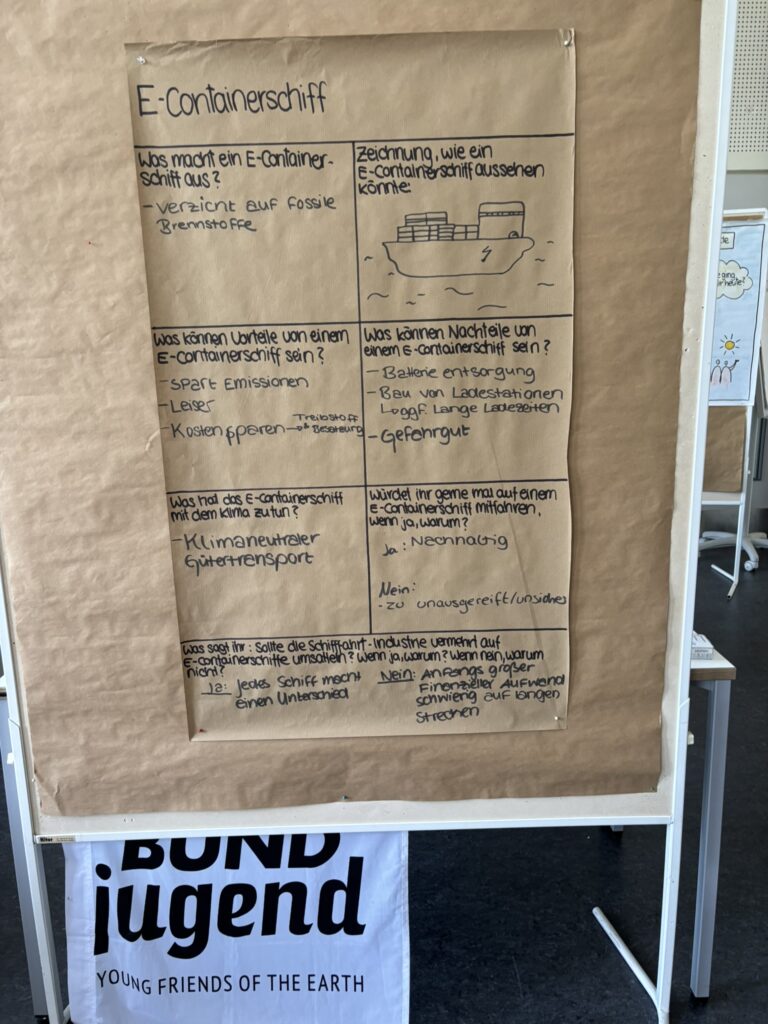 E-Containerschiff
Was macht ein E-Container-
schiff aus?
- Verzicht auf fossile
Brennstoffe
Zeichnung, wie ein
E-Containerschiff aussehen
könnte:
Was können Vorteile von einem
E-Containerschiff sein?
- Spart Emissionen
- Leiser
- Kosten sparen → Treibstoff
Besatzung
Was können Nachteile von
einem E-Containerschiff sein?
- Batterie entsorgung
- Bau von Ladestationen
↳ ggf. Lange Ladezeiten
- Gefahrgut
Was hat das E-Containerschiff
mit dem Klima zu tun?
- Klimaneutraler
Gütertransport
Würdet ihr gerne mal auf einem
E-Containerschiff mitfahren,
wenn ja, warum?
Ja: Nachhaltig
Nein:
- zu unausgereift/unsicher
Was sagt ihr: Sollte die Schifffahrt-Industrie vermehrt auf
E-Containerschiffe umsatteln? Wenn ja, warum? Wenn nein, warum
nicht?
Ja: Jedes Schiff macht
einen Unterschied
Nein: Anfangs großer
Finanzieller Aufwand
schwierig auf langen
Strecken
BUND
jugend
YOUNG FRIENDS OF THE EARTH